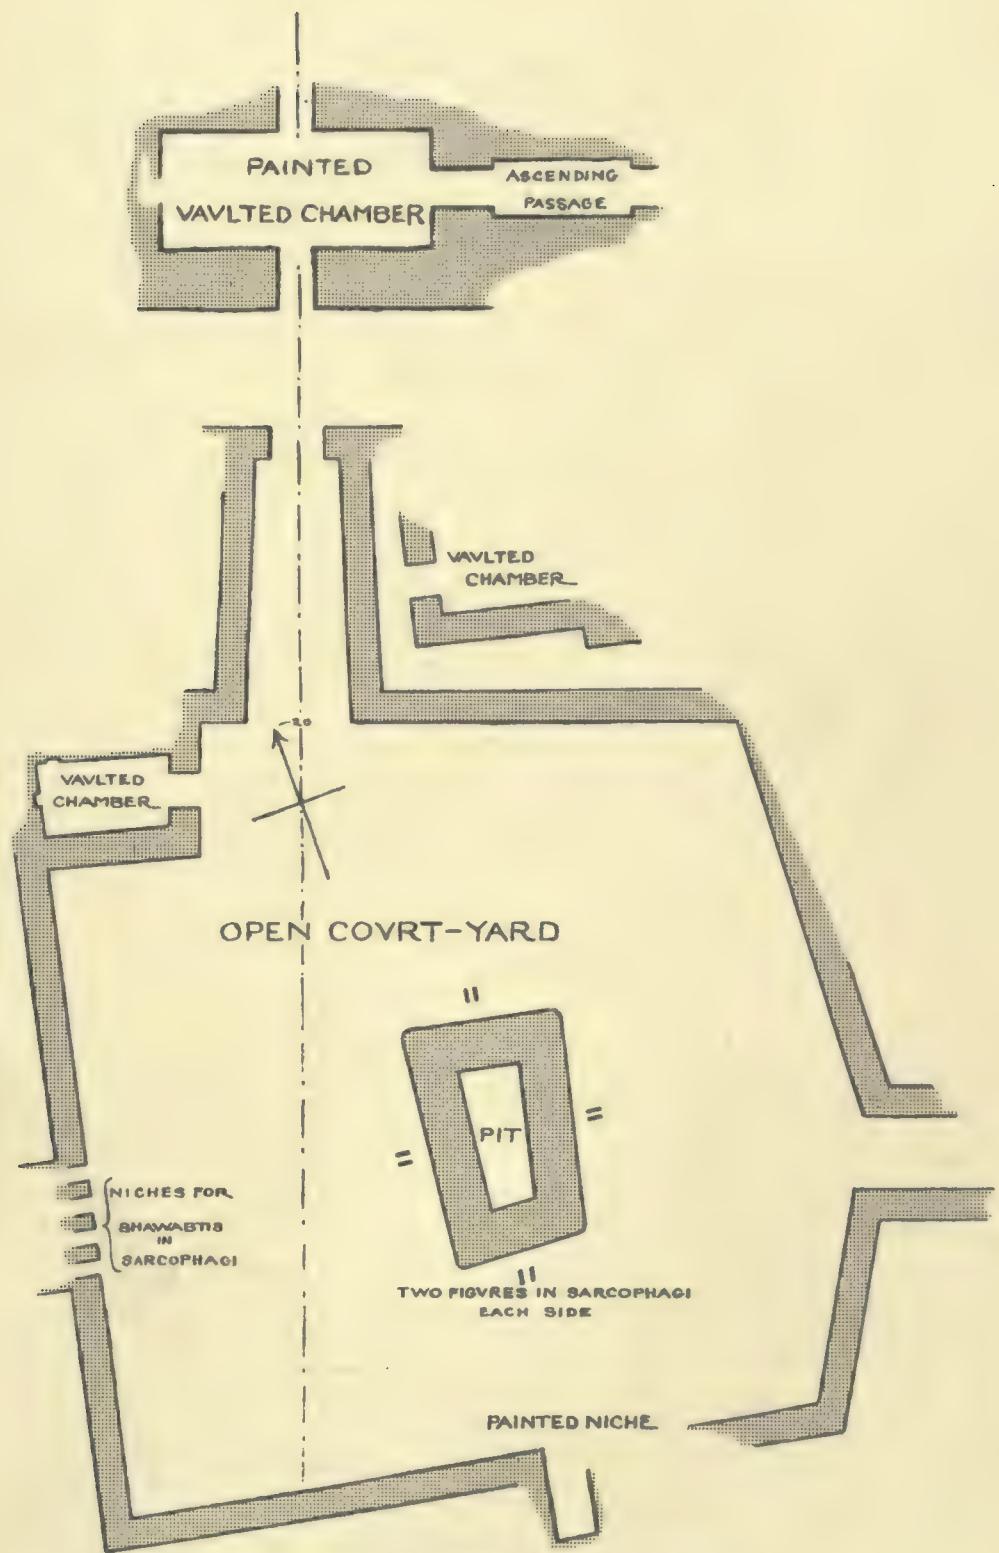 PAINTED
VAVLTED CHAMBER
ASCENDING
PASSAGE
VAVLTED
CHAMBER
VAVLTED
CHAMBER
OPEN COVRT-YARD
PIT
NICHES FOR
SHAWABTIS
IN
SARCOPHAGI
TWO FIGVRES IN SARCOPHAGI
EACH SIDE
PAINTED NICHE